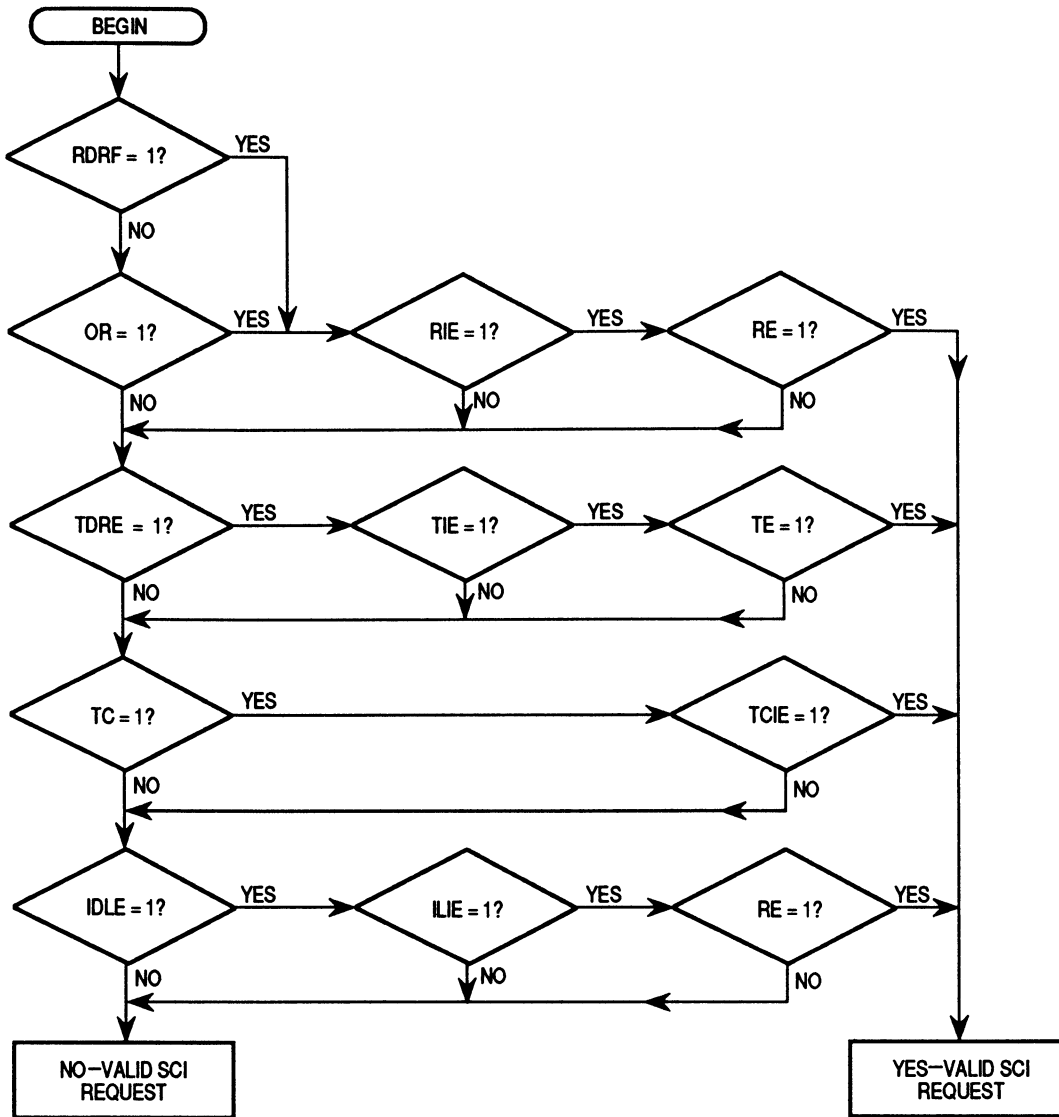 BEGIN
RDRF = 1?
YES
NO
OR = 1?
YES
RIE = 1?
YES
RE = 1?
YES
NO
NO
NO
TDRE = 1?
YES
TIE = 1?
YES
TE = 1?
YES
NO
NO
NO
TC = 1?
YES
TCIE = 1?
YES
NO
NO
IDLE = 1?
YES
ILIE = 1?
YES
RE = 1?
YES
NO
NO
NO
NO—VALID SCI
REQUEST
YES—VALID SCI
REQUEST